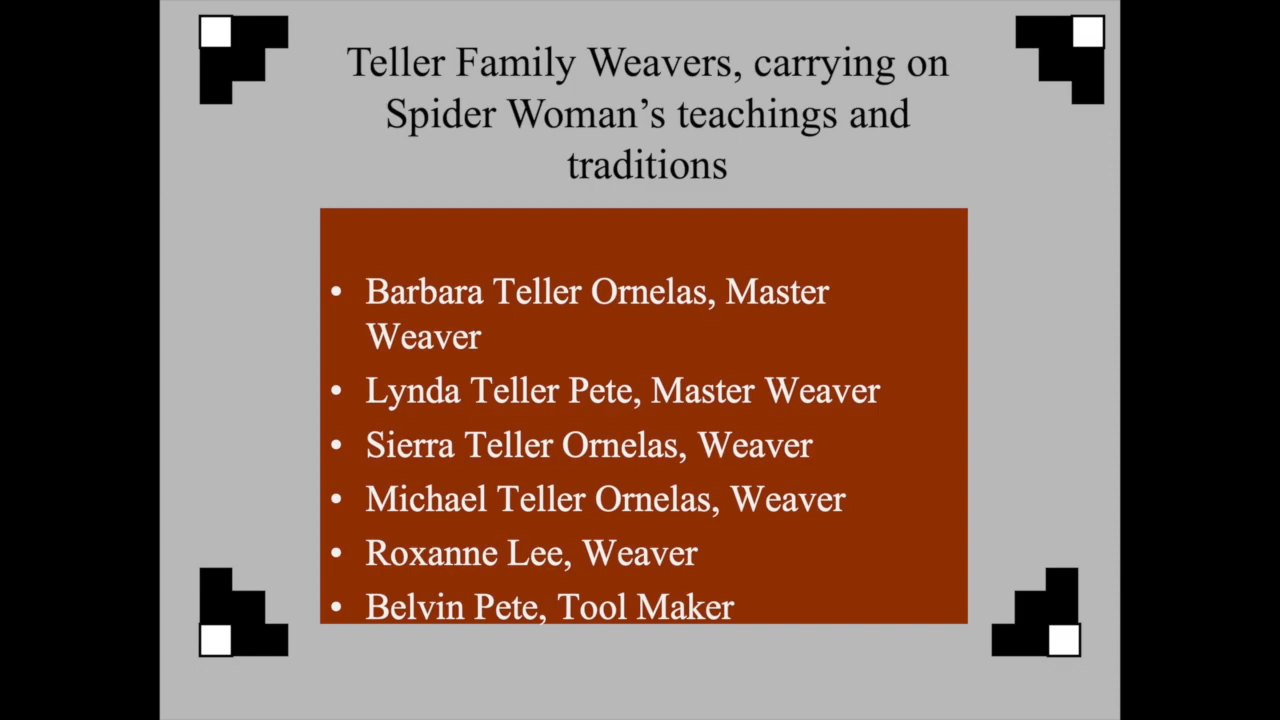 Teller Family Weavers, carrying on
Spider Woman’s teachings and
traditions
• Barbara Teller Ornelas, Master
Weaver
• Lynda Teller Pete, Master Weaver
• Sierra Teller Ornelas, Weaver
• Michael Teller Ornelas, Weaver
• Roxanne Lee, Weaver
• Belvin Pete, Tool Maker